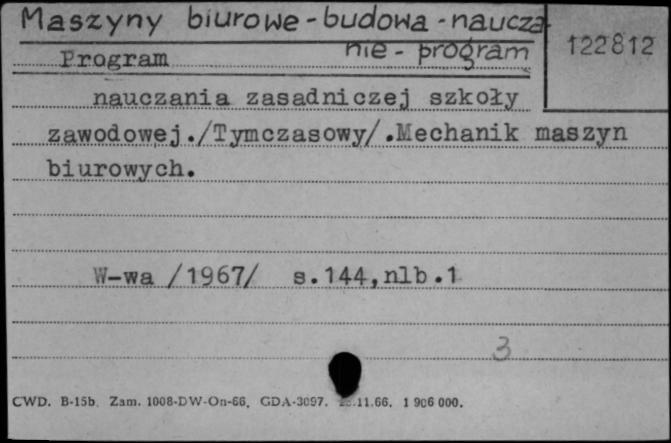 Maszyny biurowe - budowa - naucza
nie - program
122812
Program
nauczania zasadniczej szkoły
zawodowej./Tymczasowy/.Mechanik maszyn
biurowych.
W-wa /1967/ s.144,nlb.1
3
CWD. B-15b. Zam. 1008-DW-On-66. GDA-3097. 11.66. 1 906 000.